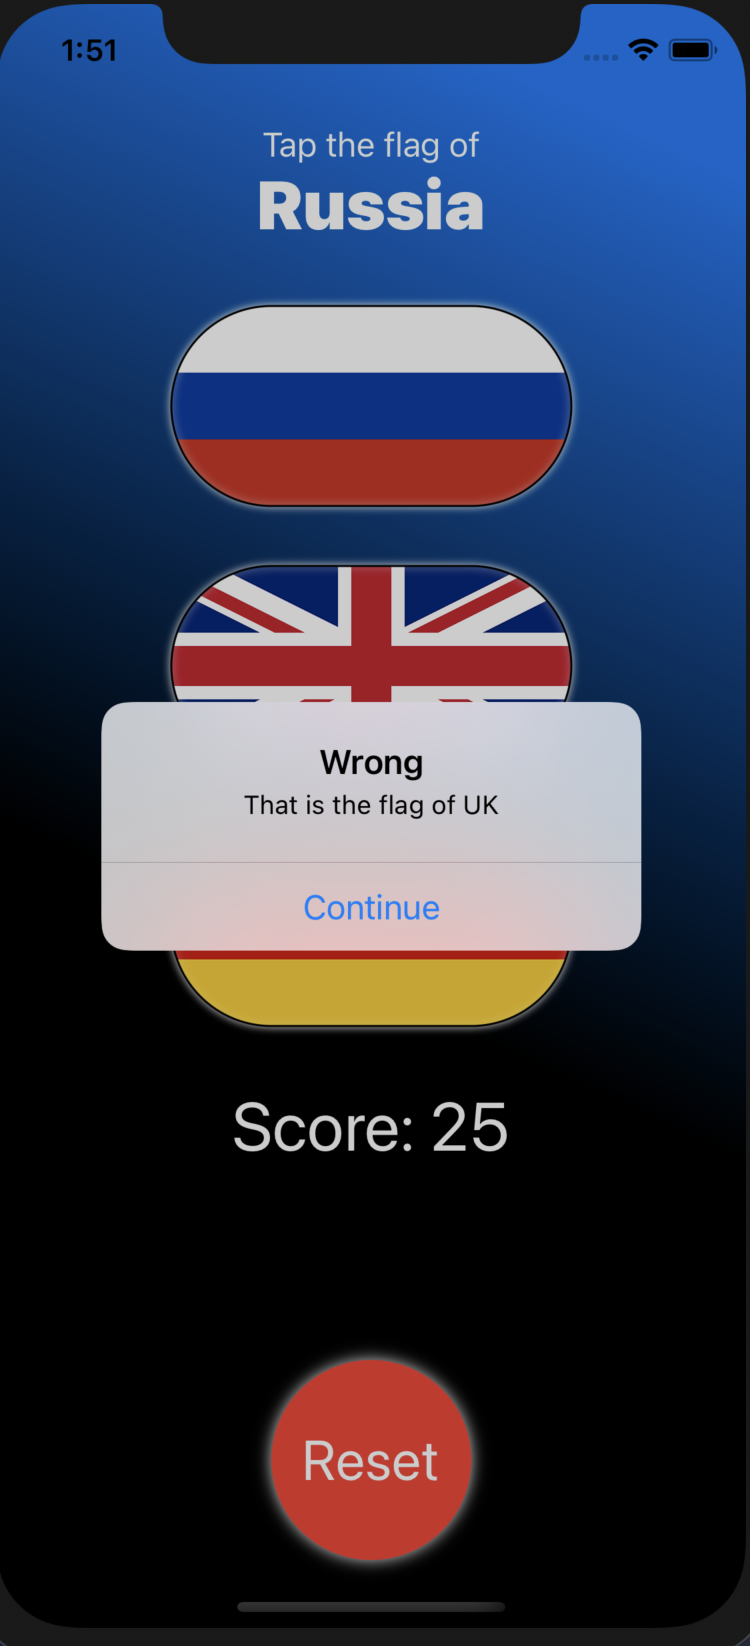 1:51
Tap the flag of
Russia
Wrong
That is the flag of UK
Continue
Score: 25
Reset